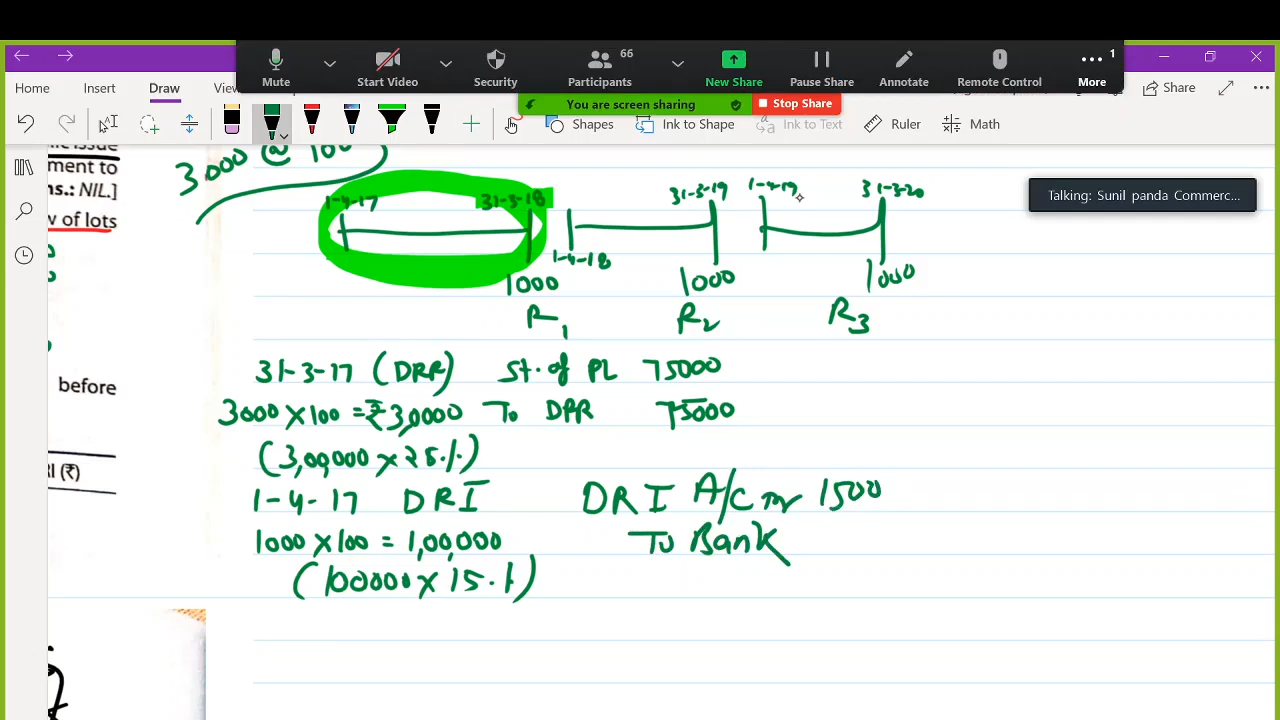 Mute
Start Video
Security
Participants 66
New Share
Pause Share
Annotate
Remote Control
More 1
You are screen sharing
Stop Share
Home Insert Draw
Share
Shapes
Ink to Shape
Ink to Text
Ruler
Math
Talking: Sunil panda Commerc...
ment to
ns.: NIL.]
w of lots
before
RI (₹)
3000 @ 100
1-4-17 31-3-18 31-3-19 1-4-19 31-3-20
1-4-18
1000 1000 1000
R1 R2 R3
31-3-17 (DRR) St. of PL 75000
3000 × 100 = ₹3,0000 To DRR 75000
(3,00,000 × 25%)
1-4-17 DRI DRI A/C Dr 1500
1000 × 100 = 1,00,000 To Bank
(100000 × 15%)